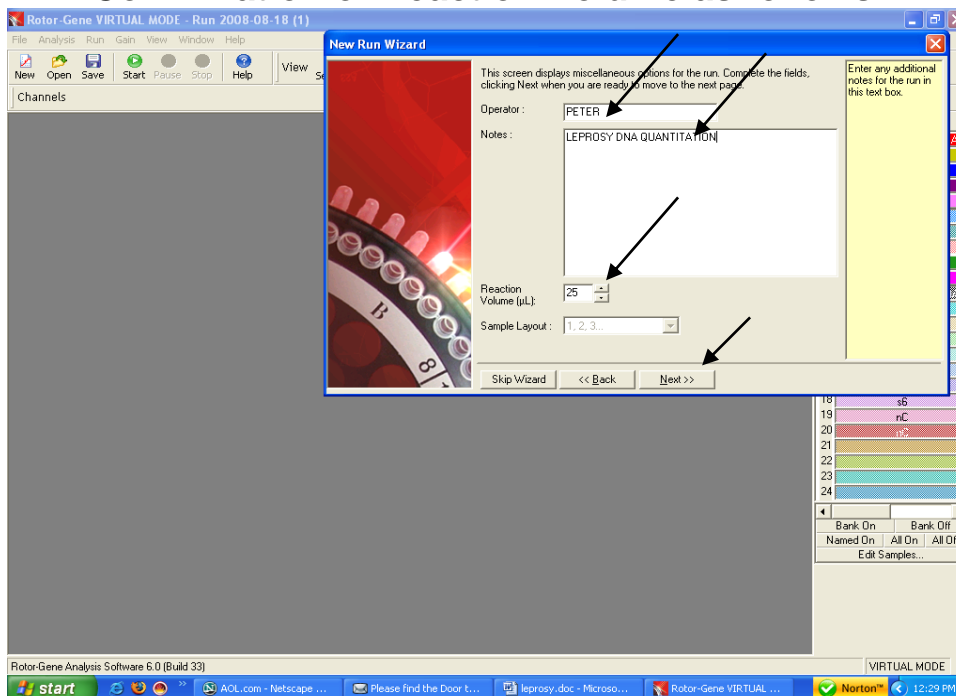 Rotor-Gene VIRTUAL MODE - Run 2008-08-18 (1)
File Analysis Run Gain View Window Help
New Open Save Start Pause Stop Help View
Channels
New Run Wizard
This screen displays miscellaneous options for the run. Complete the fields,
clicking Next when you are ready to move to the next page.
Operator :
PETER
Notes :
LEPROSY DNA QUANTITATION
Reaction
Volume (µL):
25
Sample Layout :
1, 2, 3...
Skip Wizard
<< Back
Next >>
Enter any additional
notes for the run in
this text box.
B
8
18 s6
19 nC
20 nC
21
22
23
24
Bank On Bank Off
Named On All On All Of
Edit Samples...
Rotor-Gene Analysis Software 6.0 (Build 33)
VIRTUAL MODE
start
AOL.com - Netscape ...
Please find the Door t...
leprosy.doc - Microso...
Rotor-Gene VIRTUAL ...
Norton™
12:29 PM